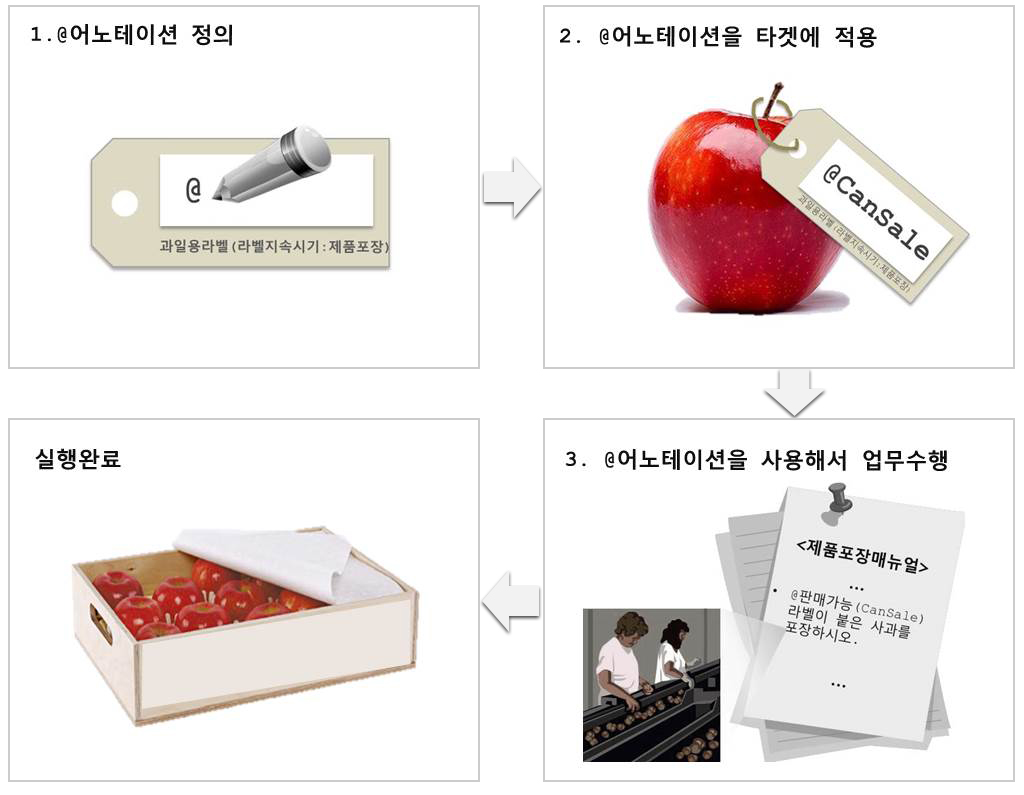 1.@어노테이션 정의
@
과일용라벨(라벨지속시기:제품포장)
2. @어노테이션을 타겟에 적용
@CanSale
과일용라벨(라벨지속시기:제품포장)
3. @어노테이션을 사용해서 업무수행
<제품포장매뉴얼>
...
• @판매가능(CanSale)
라벨이 붙은 사과를
포장하시오.
...
실행완료